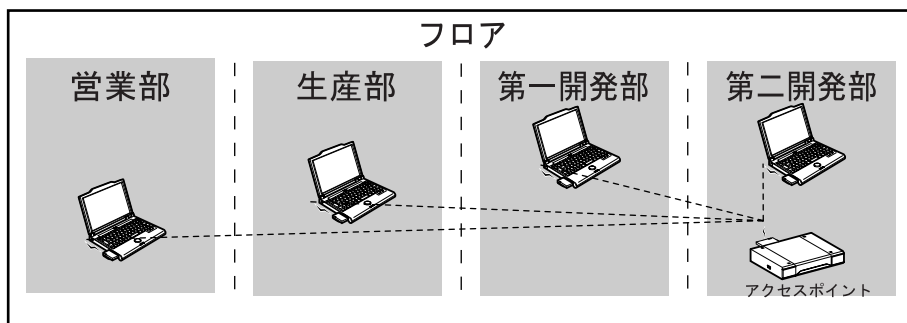 フロア
営業部
生産部
第一開発部
第二開発部
アクセスポイント